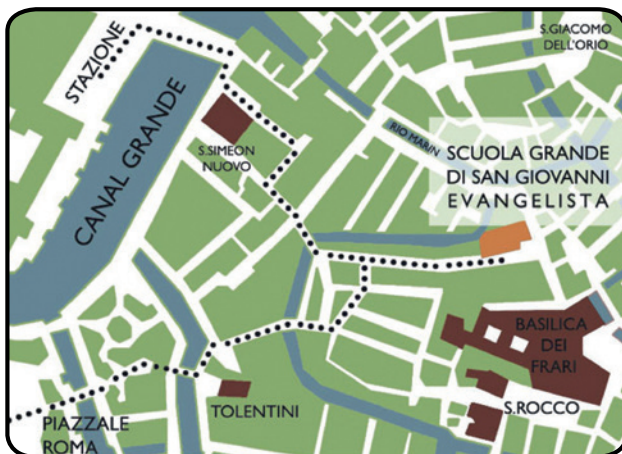 S.GIACOMO
DELL'ORIO
STAZIONE
CANAL GRANDE
RIO MARIN
S.SIMEON
NUOVO
SCUOLA GRANDE
DI SAN GIOVANNI
EVANGELISTA
BASILICA
DEI
FRARI
TOLENTINI
S.ROCCO
PIAZZALE
ROMA